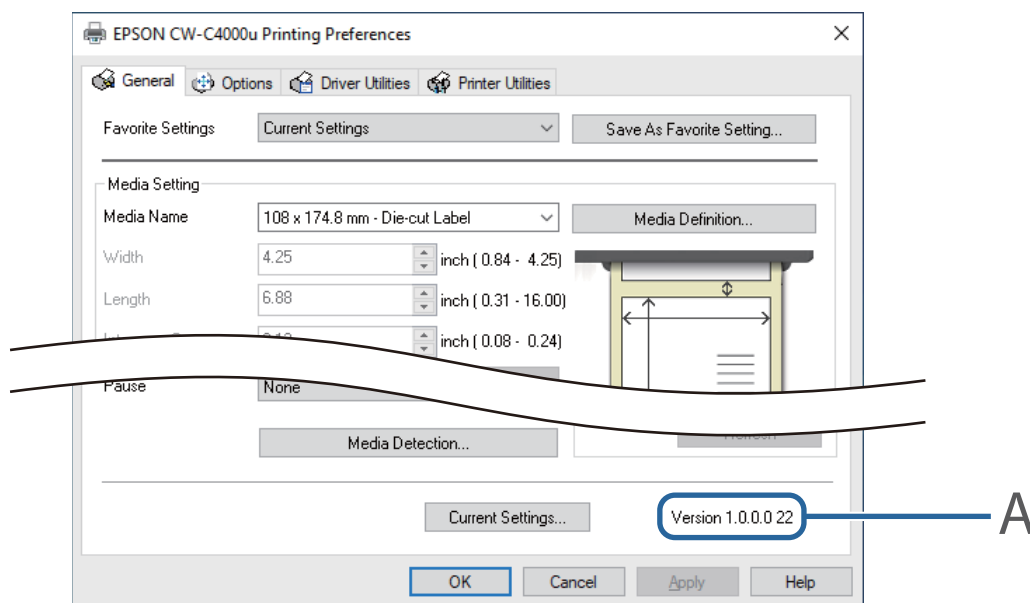 EPSON CW-C4000u Printing Preferences
General Options Driver Utilities Printer Utilities
Favorite Settings Current Settings Save As Favorite Setting...
Media Setting
Media Name 108 x 174.8 mm - Die-cut Label Media Definition...
Width 4.25 inch ( 0.84 - 4.25)
Length 6.88 inch ( 0.31 - 16.00)
inch ( 0.08 - 0.24)
Pause None
Media Detection...
Current Settings... Version 1.0.0.0 22 A
OK Cancel Apply Help